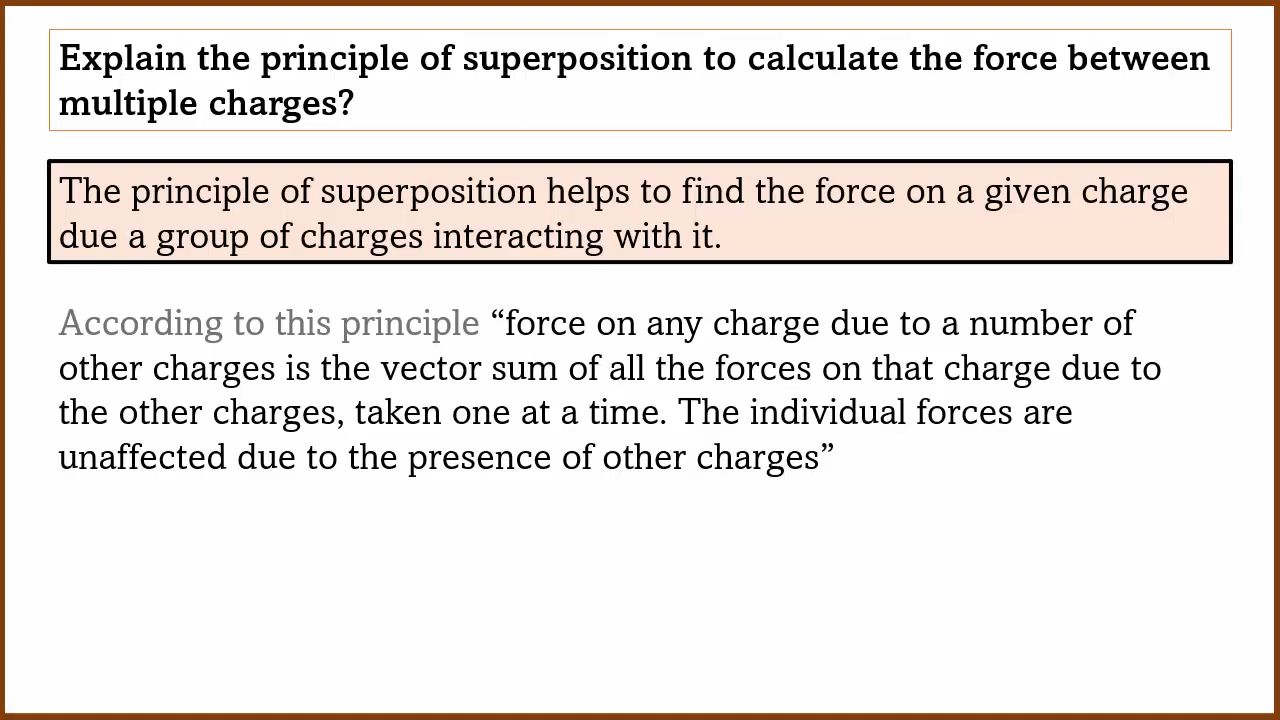 Explain the principle of superposition to calculate the force between
multiple charges?
The principle of superposition helps to find the force on a given charge
due a group of charges interacting with it.
According to this principle “force on any charge due to a number of
other charges is the vector sum of all the forces on that charge due to
the other charges, taken one at a time. The individual forces are
unaffected due to the presence of other charges”